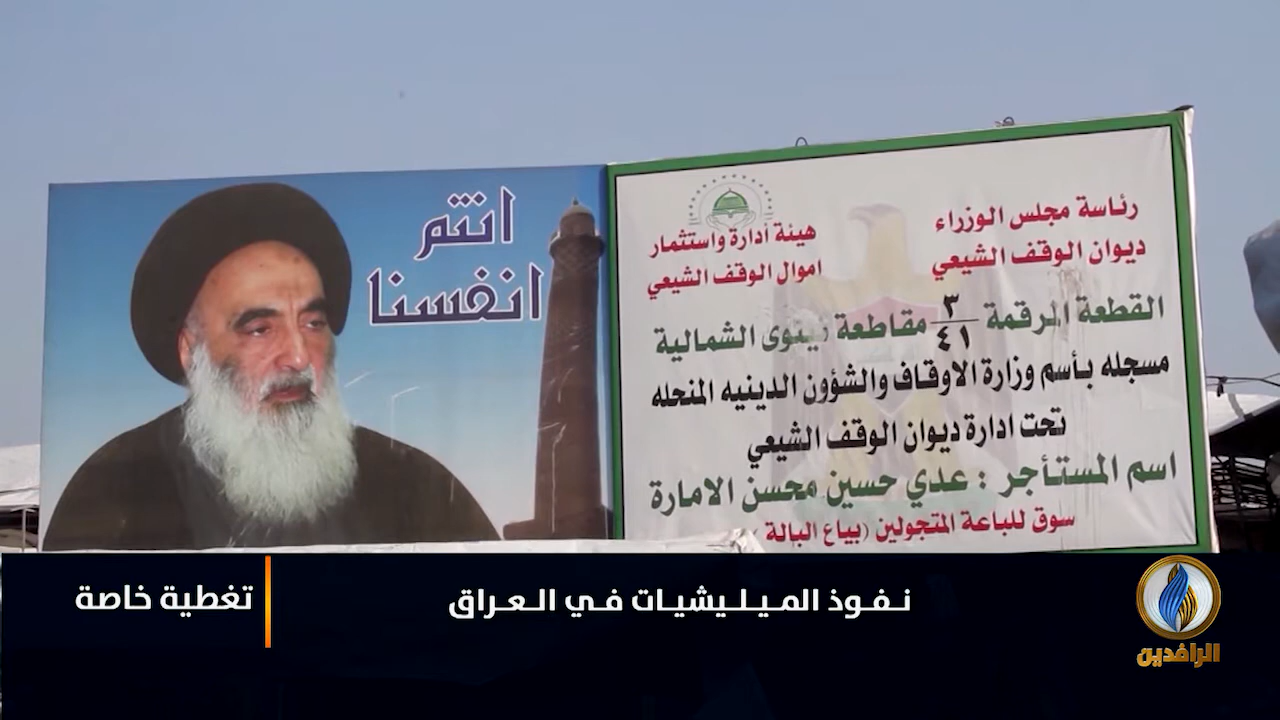 انتم
انفسنا
رئاسة مجلس الوزراء
ديوان الوقف الشيعي
هيئة أدارة واستثمار
اموال الوقف الشيعي
القطعة المرقمة ٣/٤١ مقاطعة نينوى الشمالية
مسجله بأسم وزارة الاوقاف والشؤون الدينيه المنحله
تحت ادارة ديوان الوقف الشيعي
اسم المستأجر : عدي حسين محسن الامارة
سوق للباعة المتجولين (بياع البالة)
نفوذ الميليشيات في العراق
تغطية خاصة
الرافدين